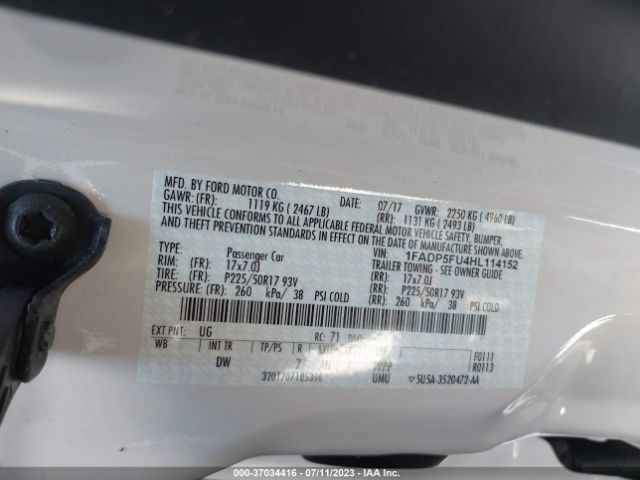 MFD. BY FORD MOTOR CO.
DATE: 07/17 GVWR: 2250 KG ( 4960 LB)
GAWR: (FR): 1119 KG ( 2467 LB) (RR): 1131 KG ( 2493 LB)
THIS VEHICLE CONFORMS TO ALL APPLICABLE FEDERAL MOTOR VEHICLE SAFETY, BUMPER,
AND THEFT PREVENTION STANDARDS IN EFFECT ON THE DATE OF MANUFACTURE SHOWN ABOVE.
VIN: 1FADP5FU4HL114152
TYPE: Passenger Car TRAILER TOWING - SEE OWNER GUIDE
RIM: (FR): 17x7.0J (RR): 17x7.0J
TIRE: (FR): P225/50R17 93V (RR): P225/50R17 93V
PRESSURE: (FR): 260 kPa/ 38 PSI COLD (RR): 260 kPa/ 38 PSI COLD
EXT PNT: UG RC: 71
WB INT TR TP/PS R
DW 7 UMU
F0111
R0113
3201707185396
5U5A-3520472-AA
000-37034416 - 07/11/2023 - IAA Inc.